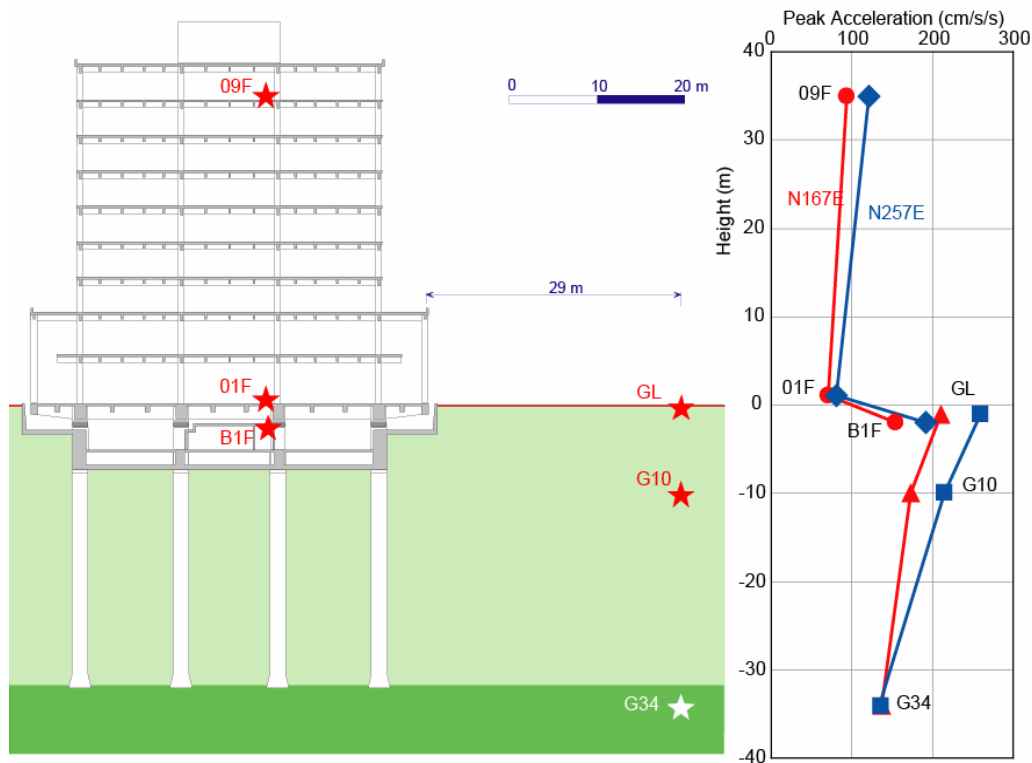 09F
0 10 20 m
29 m
01F
GL
B1F
G10
G34
Peak Acceleration (cm/s/s)
0 100 200 300
40
09F
30
N167E
N257E
20
Height (m)
10
01F
GL
0
B1F
-10
G10
-20
-30
G34
-40